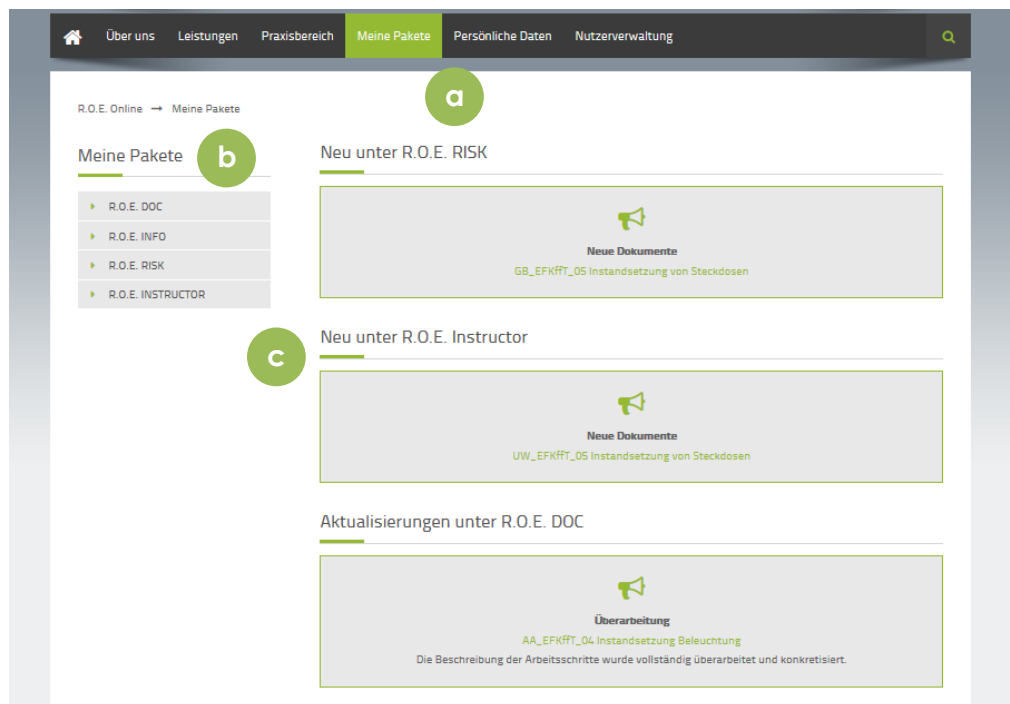 Über uns Leistungen Praxisbereich Meine Pakete Persönliche Daten Nutzerverwaltung
a
R.O.E. Online → Meine Pakete
Meine Pakete
b
R.O.E. DOC
R.O.E. INFO
R.O.E. RISK
R.O.E. INSTRUCTOR
Neu unter R.O.E. RISK
Neue Dokumente
GB_EFKffT_05 Instandsetzung von Steckdosen
c
Neu unter R.O.E. Instructor
Neue Dokumente
UW_EFKffT_05 Instandsetzung von Steckdosen
Aktualisierungen unter R.O.E. DOC
Überarbeitung
AA_EFKffT_04 Instandsetzung Beleuchtung
Die Beschreibung der Arbeitsschritte wurde vollständig überarbeitet und konkretisiert.